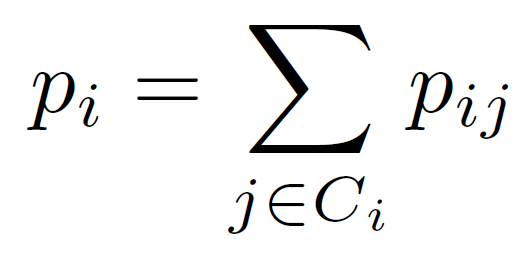 p_i = \sum_{j \in C_i} p_{ij}